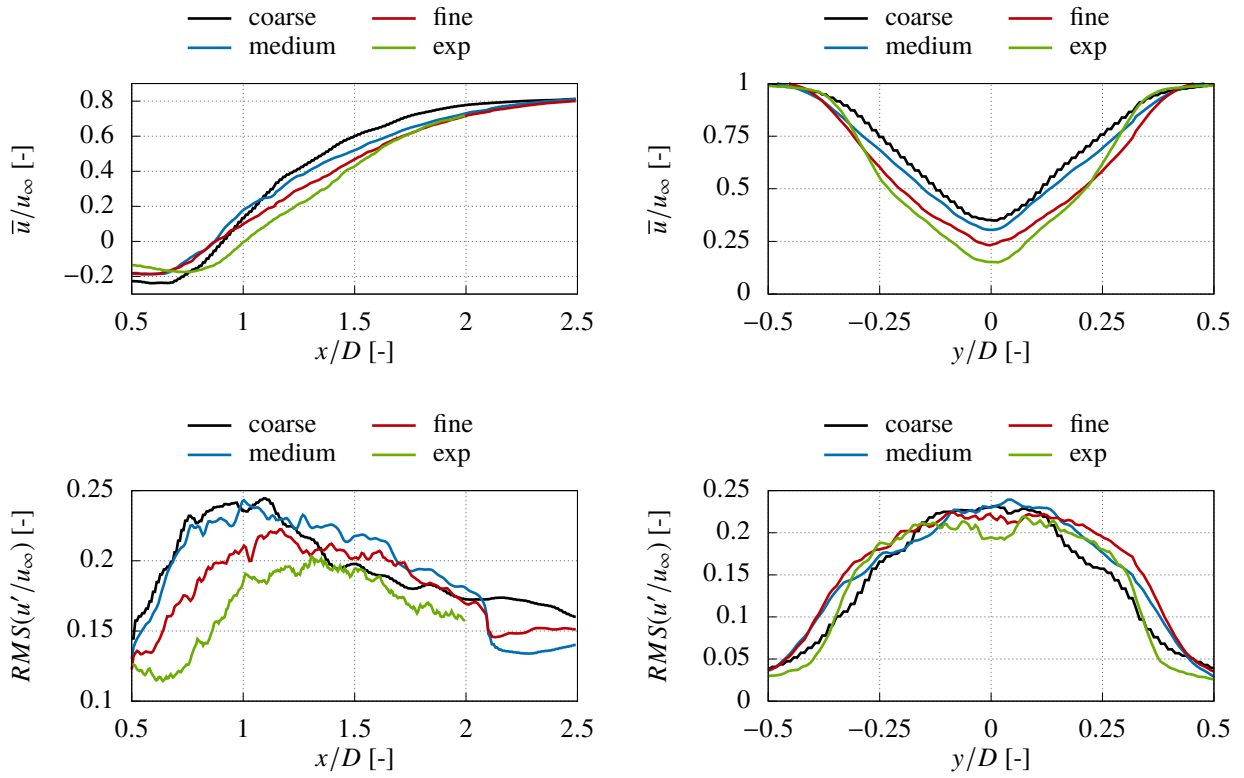 coarse fine
medium exp
0.8
0.6
0.4
0.2
0
−0.2
0.5 1 1.5 2 2.5
u̅/u∞ [-]
x/D [-]
coarse fine
medium exp
1
0.75
0.5
0.25
0
−0.5 −0.25 0 0.25 0.5
u̅/u∞ [-]
y/D [-]
coarse fine
medium exp
0.25
0.2
0.15
0.1
0.5 1 1.5 2 2.5
RMS(u′/u∞) [-]
x/D [-]
coarse fine
medium exp
0.25
0.2
0.15
0.1
0.05
0
−0.5 −0.25 0 0.25 0.5
RMS(u′/u∞) [-]
y/D [-]